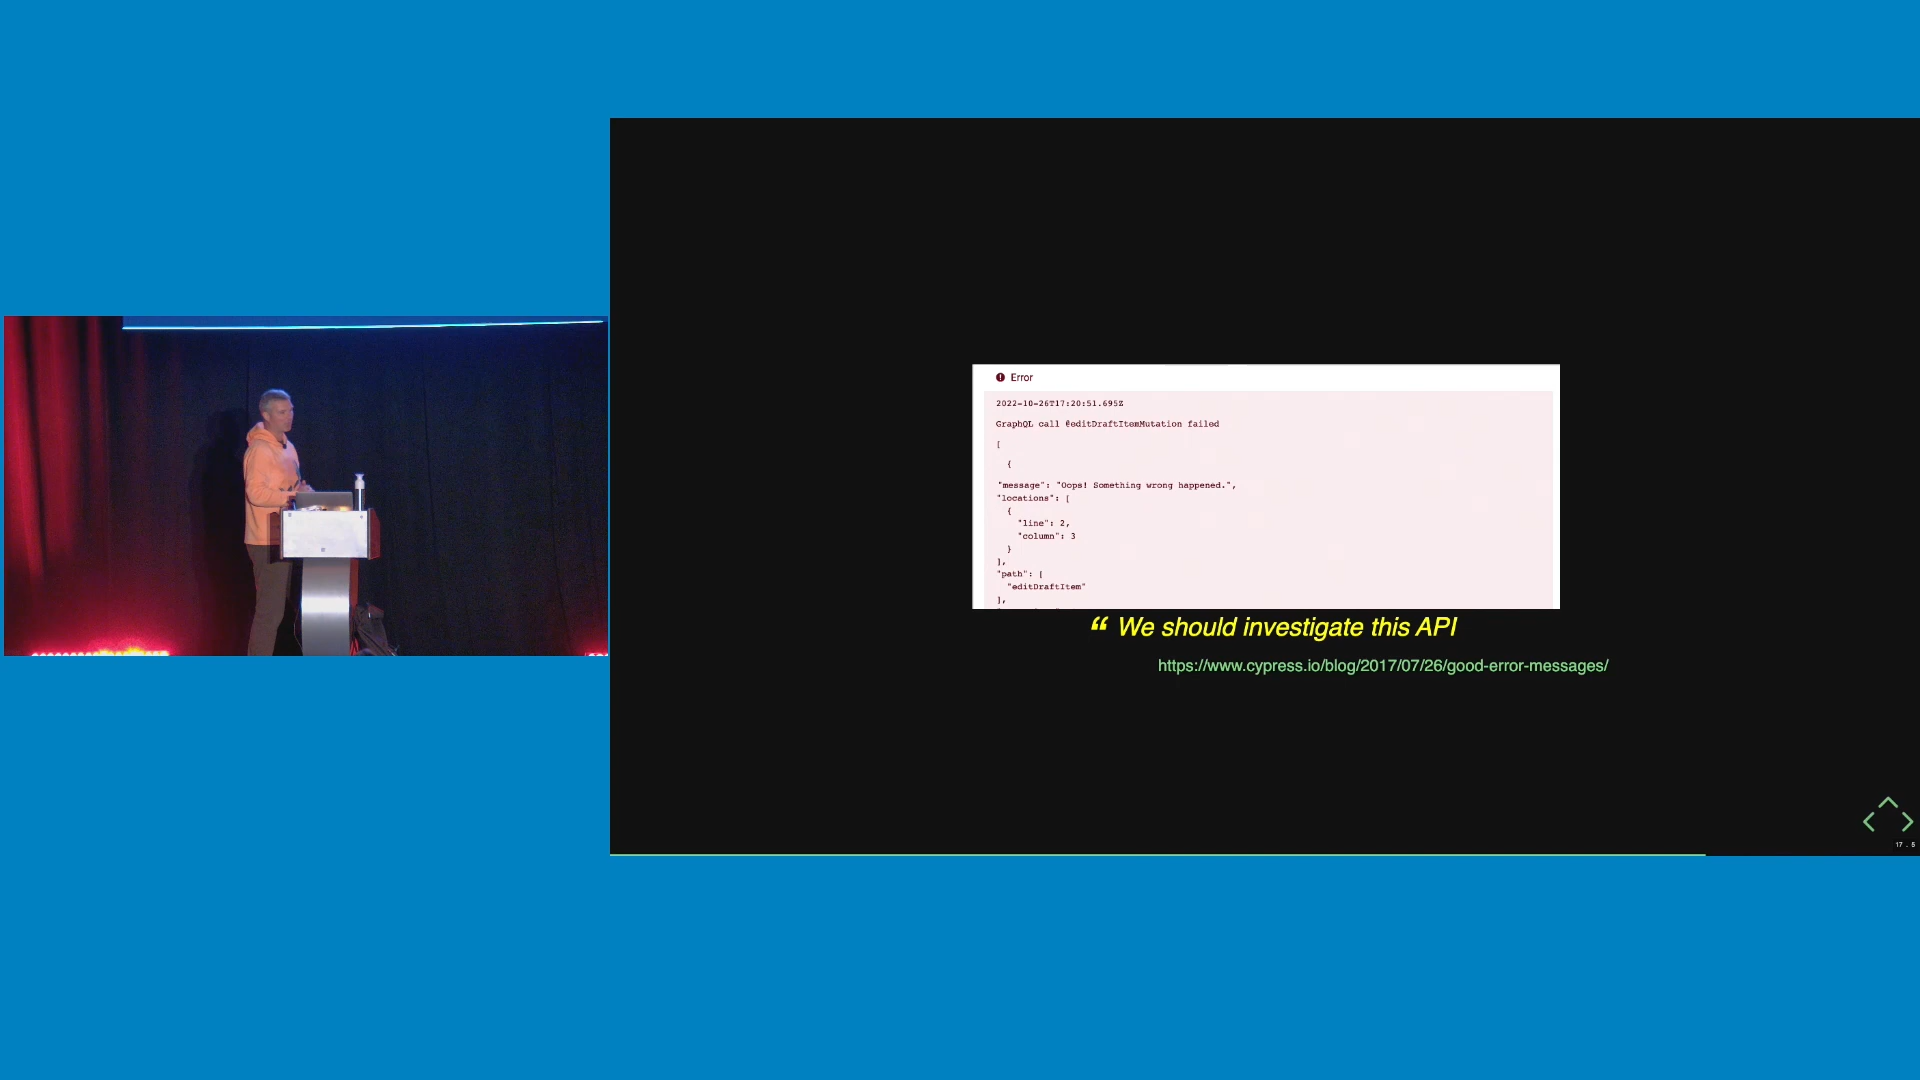 Error
2022-10-26T17:20:51.695Z
GraphQL call @editDraftItemMutation failed
[
{
"message": "Oops! Something wrong happened.",
"locations": [
{
"line": 2,
"column": 3
}
],
"path": [
"editDraftItem"
],
“ We should investigate this API
https://www.cypress.io/blog/2017/07/26/good-error-messages/
17 . 5